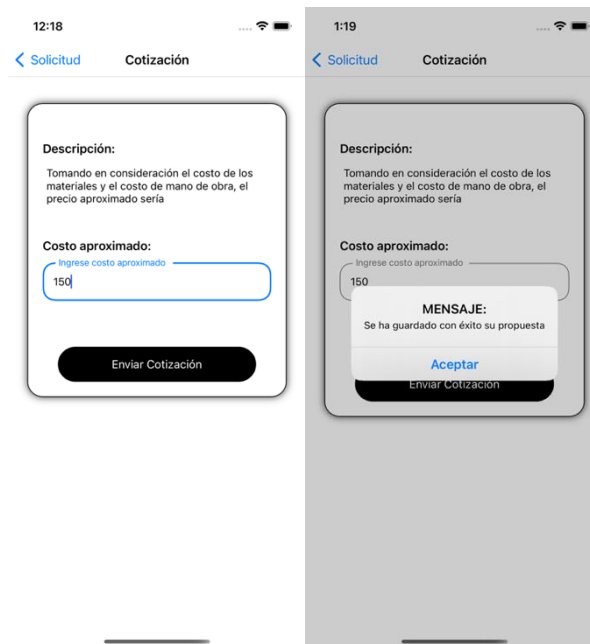 12:18
Solicitud
Cotización
Descripción:
Tomando en consideración el costo de los
materiales y el costo de mano de obra, el
precio aproximado sería
Costo aproximado:
Ingrese costo aproximado
150
Enviar Cotización
1:19
Solicitud
Cotización
Descripción:
Tomando en consideración el costo de los
materiales y el costo de mano de obra, el
precio aproximado sería
Costo aproximado:
Ingrese costo aproximado
150
MENSAJE:
Se ha guardado con éxito su propuesta
Aceptar
Enviar Cotización